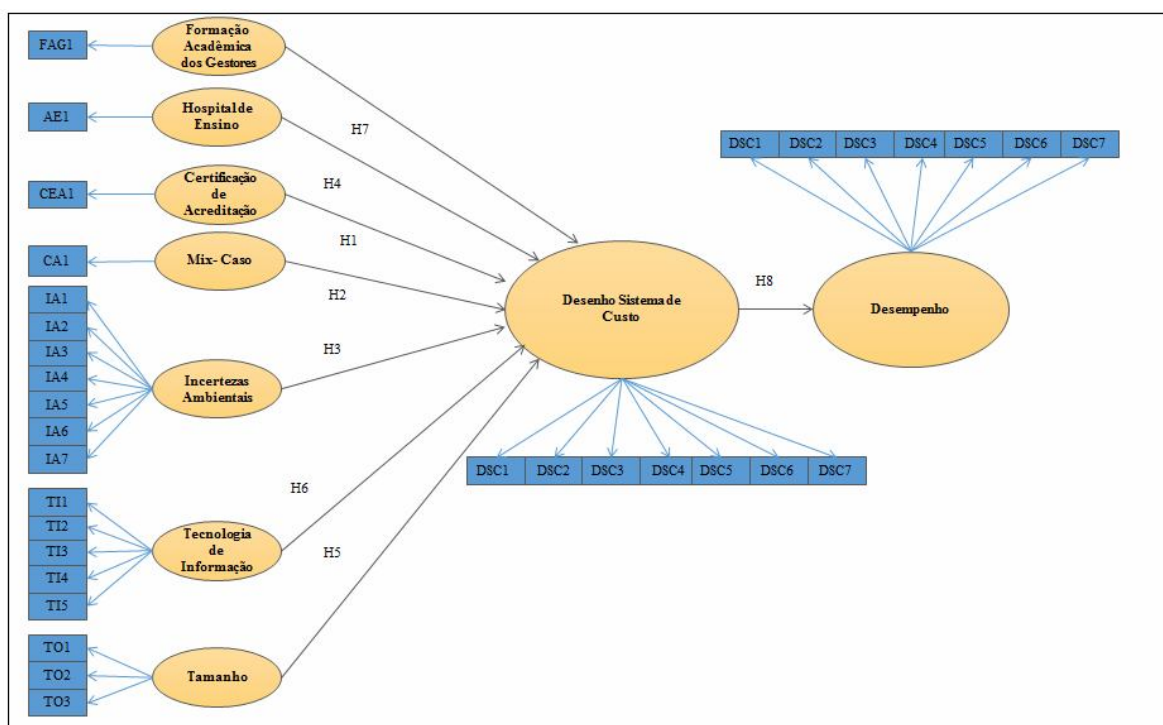 FAG1
Formação
Acadêmica
dos Gestores
AE1
Hospital de
Ensino
H7
CEA1
Certificação
de
Acreditação
H4
CA1
Mix- Caso
H1
H2
IA1
IA2
IA3
IA4
IA5
IA6
IA7
Incertezas
Ambientais
H3
TI1
TI2
TI3
TI4
TI5
Tecnologia
de
Informação
H6
H5
TO1
TO2
TO3
Tamanho
Desenho Sistema de
Custo
DSC1 DSC2 DSC3 DSC4 DSC5 DSC6 DSC7
H8
Desempenho
DSC1 DSC2 DSC3 DSC4 DSC5 DSC6 DSC7